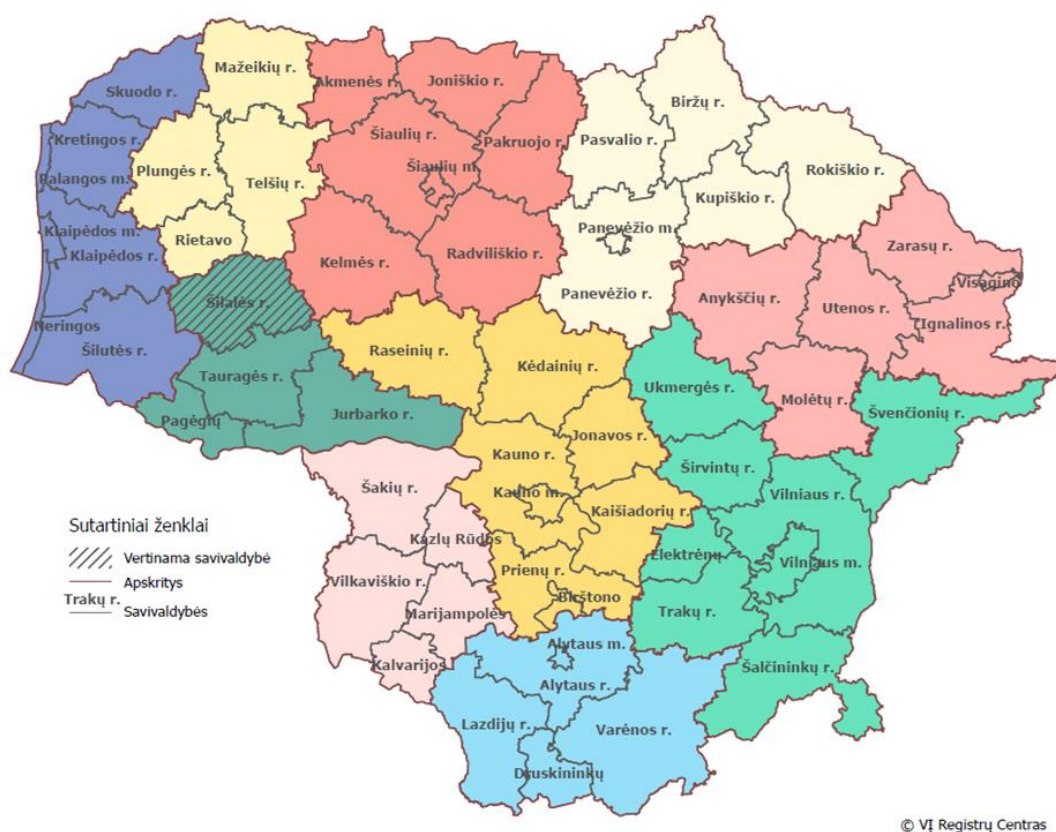 Mažeikių r.
Skuodo r.
Akmenės r.
Joniškio r.
Biržų r.
Kretingos r.
Šiaulių r.
Pakruojo r.
Pasvalio r.
Palangos m.
Plungės r.
Telšių r.
Šiaulių m.
Rokiškio r.
Kupiškio r.
Klaipėdos m.
Rietavo
Panevėžio m.
Klaipėdos r.
Kelmės r.
Radviliškio r.
Zarasų r.
Visagino
Šilalės r.
Panevėžio r.
Anykščių r.
Utenos r.
Ignalinos r.
Neringos
Šilutės r.
Raseinių r.
Kėdainių r.
Tauragės r.
Ukmergės r.
Molėtų r.
Švenčionių r.
Pagėgių
Jurbarko r.
Jonavos r.
Kauno r.
Širvintų r.
Šakių r.
Kauno m.
Vilniaus r.
Kaišiadorių r.
Kazlų Rūdos
Elektrėnų
Vilniaus m.
Vilkaviškio r.
Prienų r.
Birštono
Trakų r.
Marijampolės
Kalvarijos
Alytaus m.
Šalčininkų r.
Alytaus r.
Lazdijų r.
Varėnos r.
Druskininkų
Sutartiniai ženklai
Vertinama savivaldybė
Apskritys
Trakų r.
Savivaldybės
© VĮ Registrų Centras